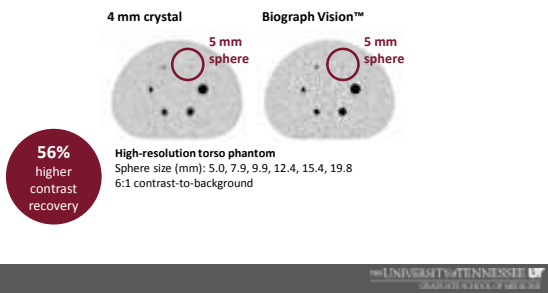 4 mm crystal
Biograph Vision™
5 mm
sphere
5 mm
sphere
56%
higher
contrast
recovery
High-resolution torso phantom
Sphere size (mm): 5.0, 7.9, 9.9, 12.4, 15.4, 19.8
6:1 contrast-to-background
THE UNIVERSITY of TENNESSEE UT
GRADUATE SCHOOL OF MEDICINE